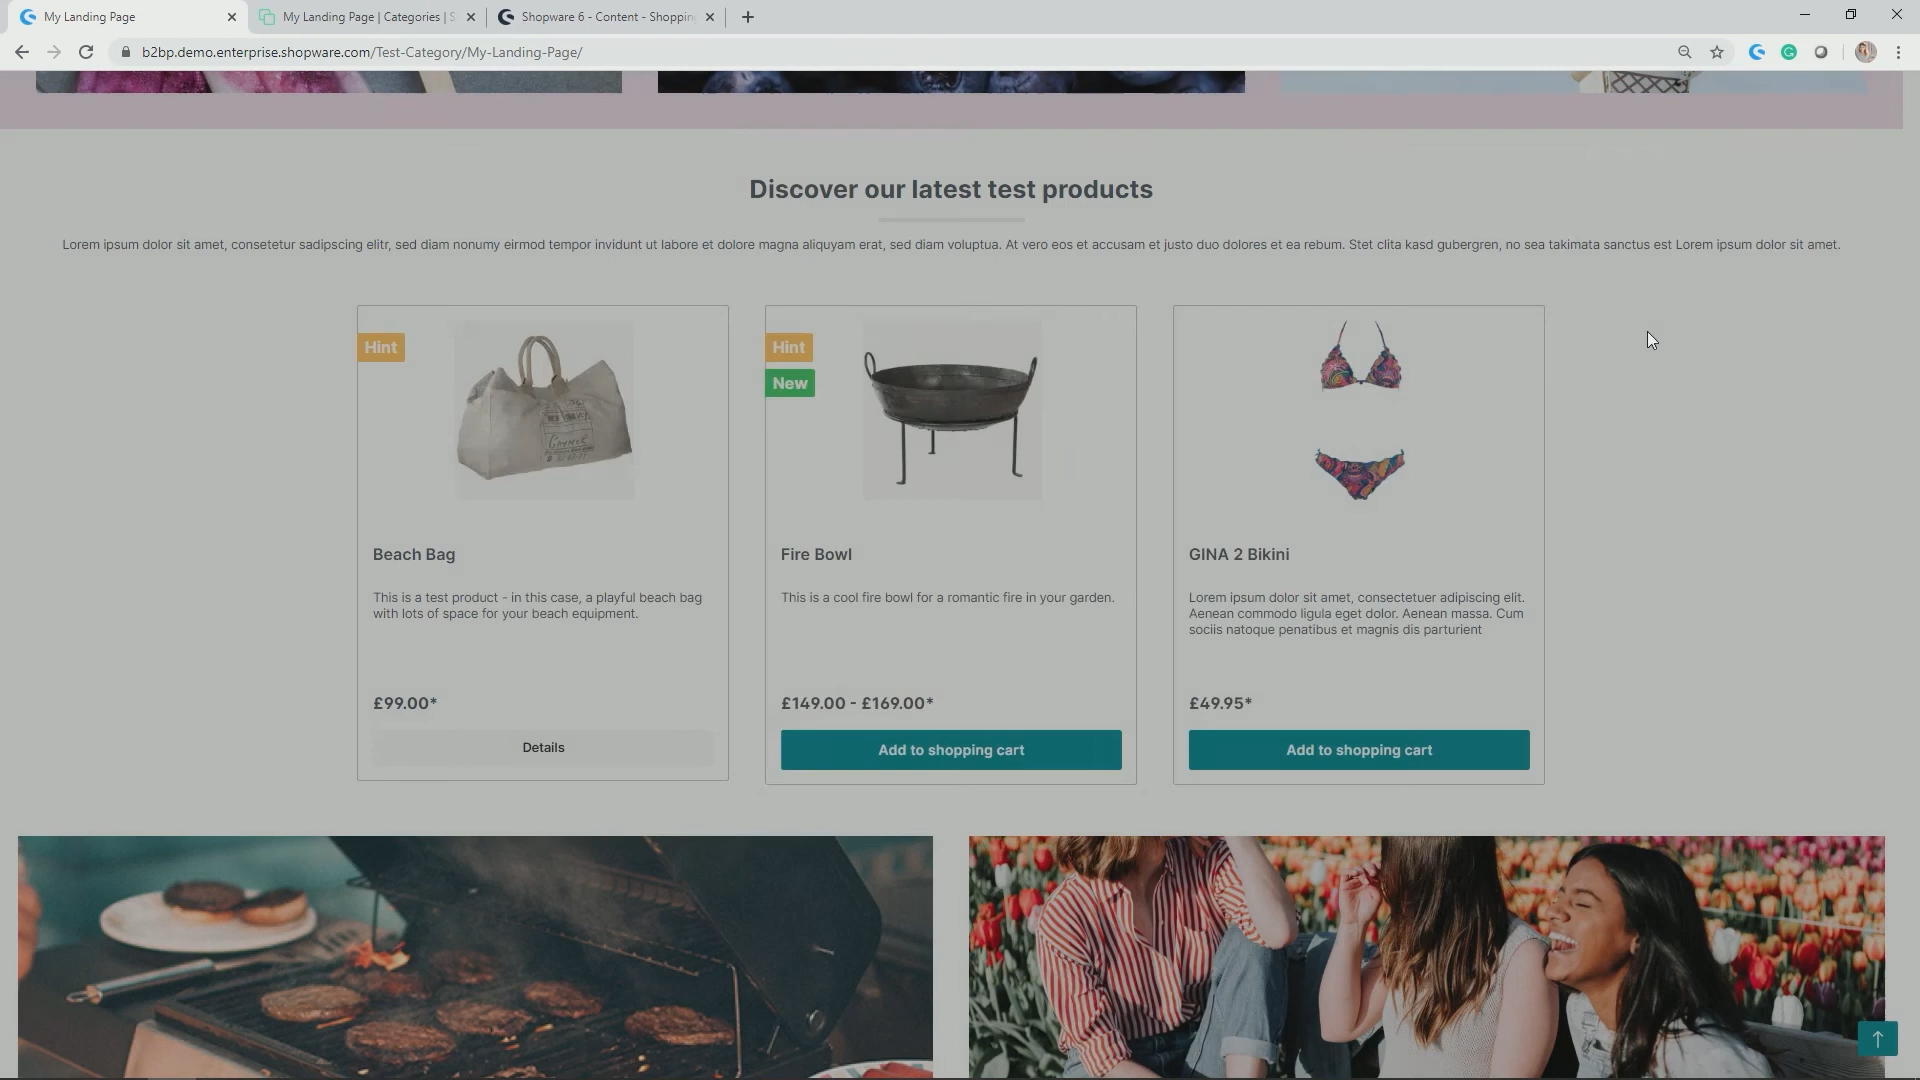 My Landing Page
My Landing Page | Categories | S
Shopware 6 - Content - Shoppin
b2bp.demo.enterprise.shopware.com/Test-Category/My-Landing-Page/
Discover our latest test products
Lorem ipsum dolor sit amet, consetetur sadipscing elitr, sed diam nonumy eirmod tempor invidunt ut labore et dolore magna aliquyam erat, sed diam voluptua. At vero eos et accusam et justo duo dolores et ea rebum. Stet clita kasd gubergren, no sea takimata sanctus est Lorem ipsum dolor sit amet.
Hint
Beach Bag
This is a test product - in this case, a playful beach bag
with lots of space for your beach equipment.
£99.00*
Details
Hint
New
Fire Bowl
This is a cool fire bowl for a romantic fire in your garden.
£149.00 - £169.00*
Add to shopping cart
GINA 2 Bikini
Lorem ipsum dolor sit amet, consectetuer adipiscing elit.
Aenean commodo ligula eget dolor. Aenean massa. Cum
sociis natoque penatibus et magnis dis parturient
£49.95*
Add to shopping cart